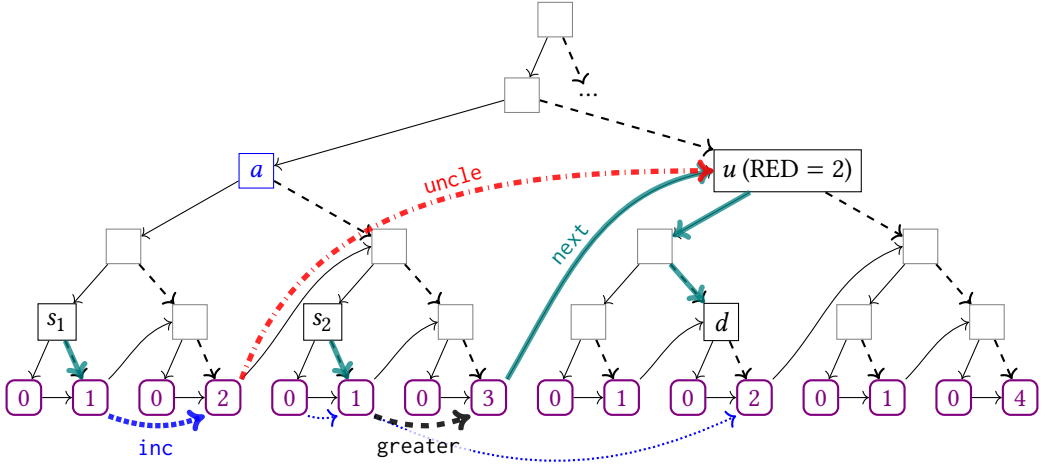 ...
a
u (RED = 2)
uncle
next
s₁
s₂
d
0 1 0 2 0 1 0 3 0 1 0 2 0 1 0 4
inc
greater